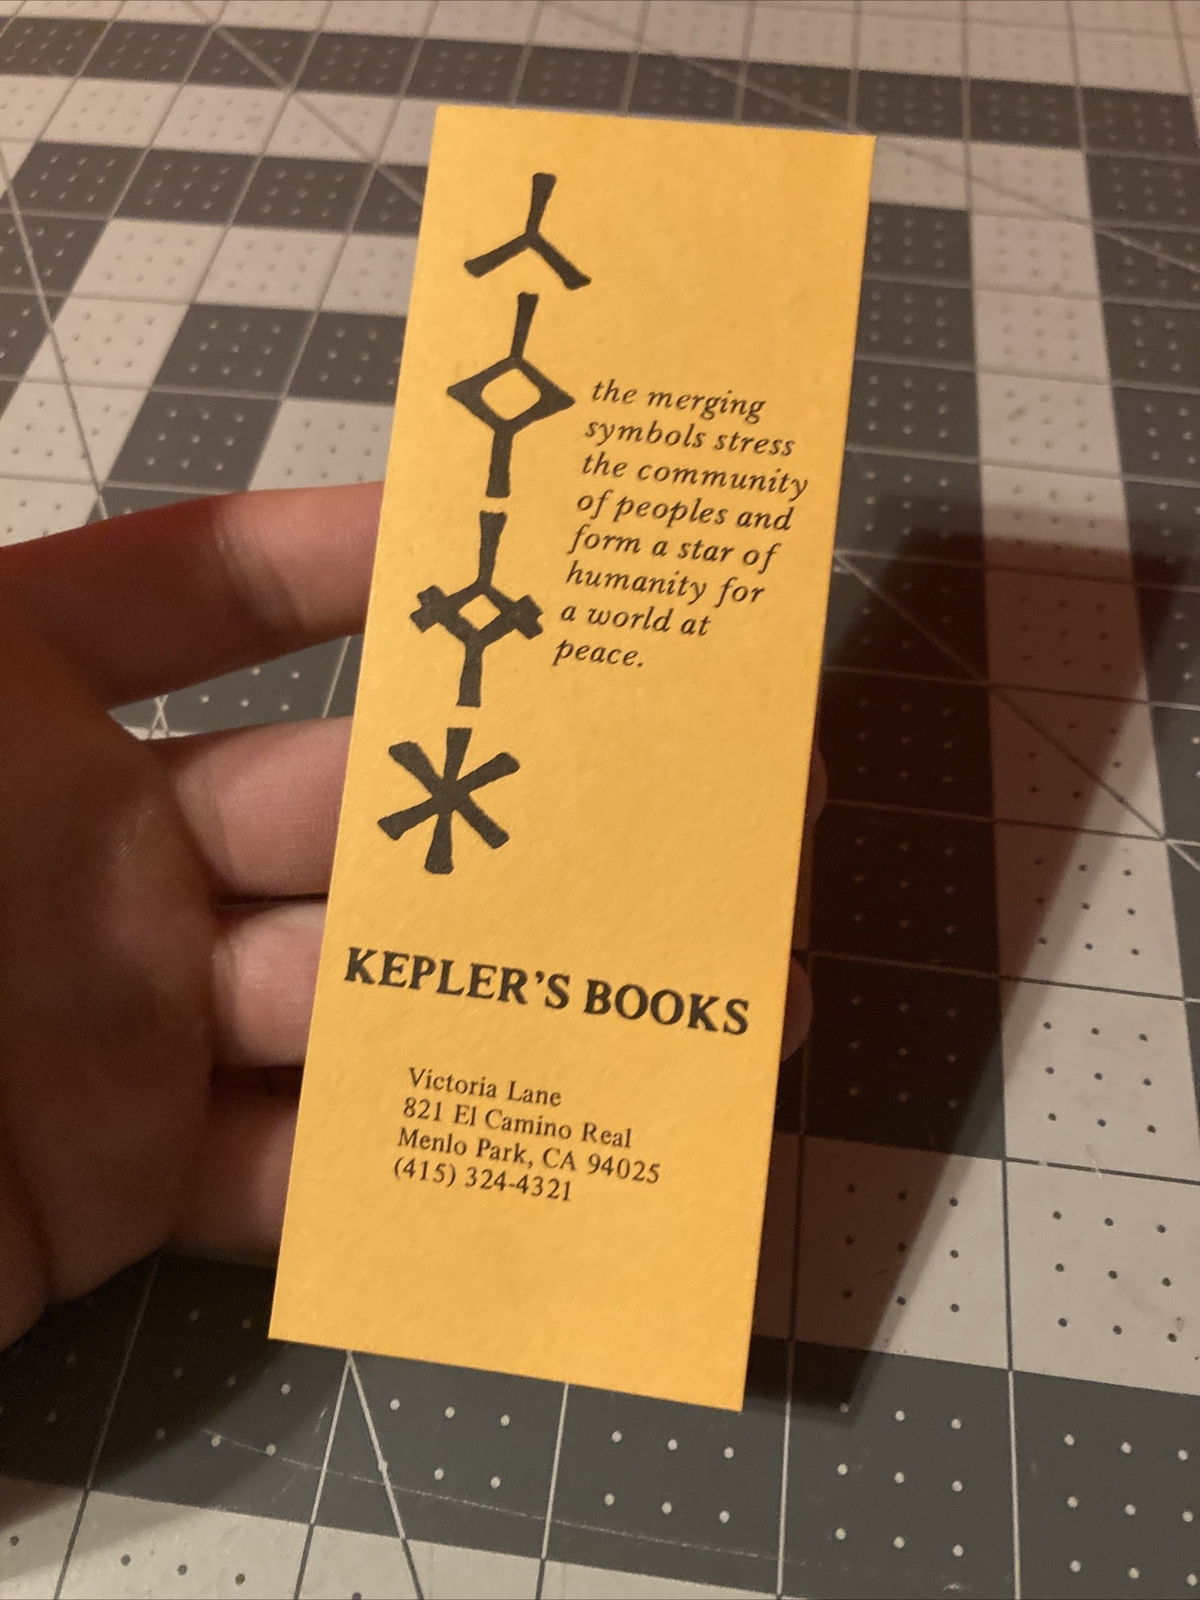 the merging
symbols stress
the community
of peoples and
form a star of
humanity for
a world at
peace.
KEPLER'S BOOKS
Victoria Lane
821 El Camino Real
Menlo Park, CA 94025
(415) 324-4321